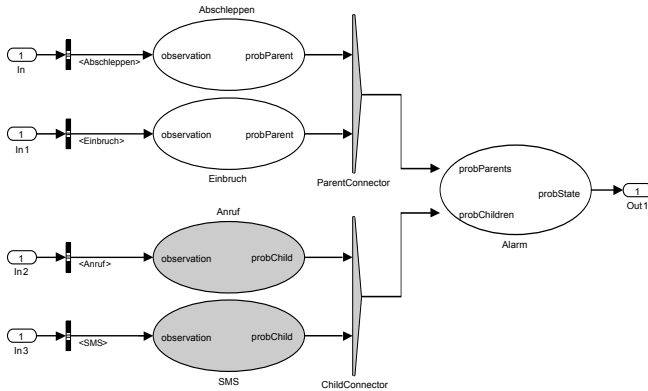 Abschleppen
1
In
<Abschleppen>
observation
probParent
1
In1
<Einbruch>
observation
probParent
Einbruch
ParentConnector
probParents
probState
probChildren
Alarm
1
Out1
Anruf
1
In2
<Anruf>
observation
probChild
1
In3
<SMS>
observation
probChild
SMS
ChildConnector